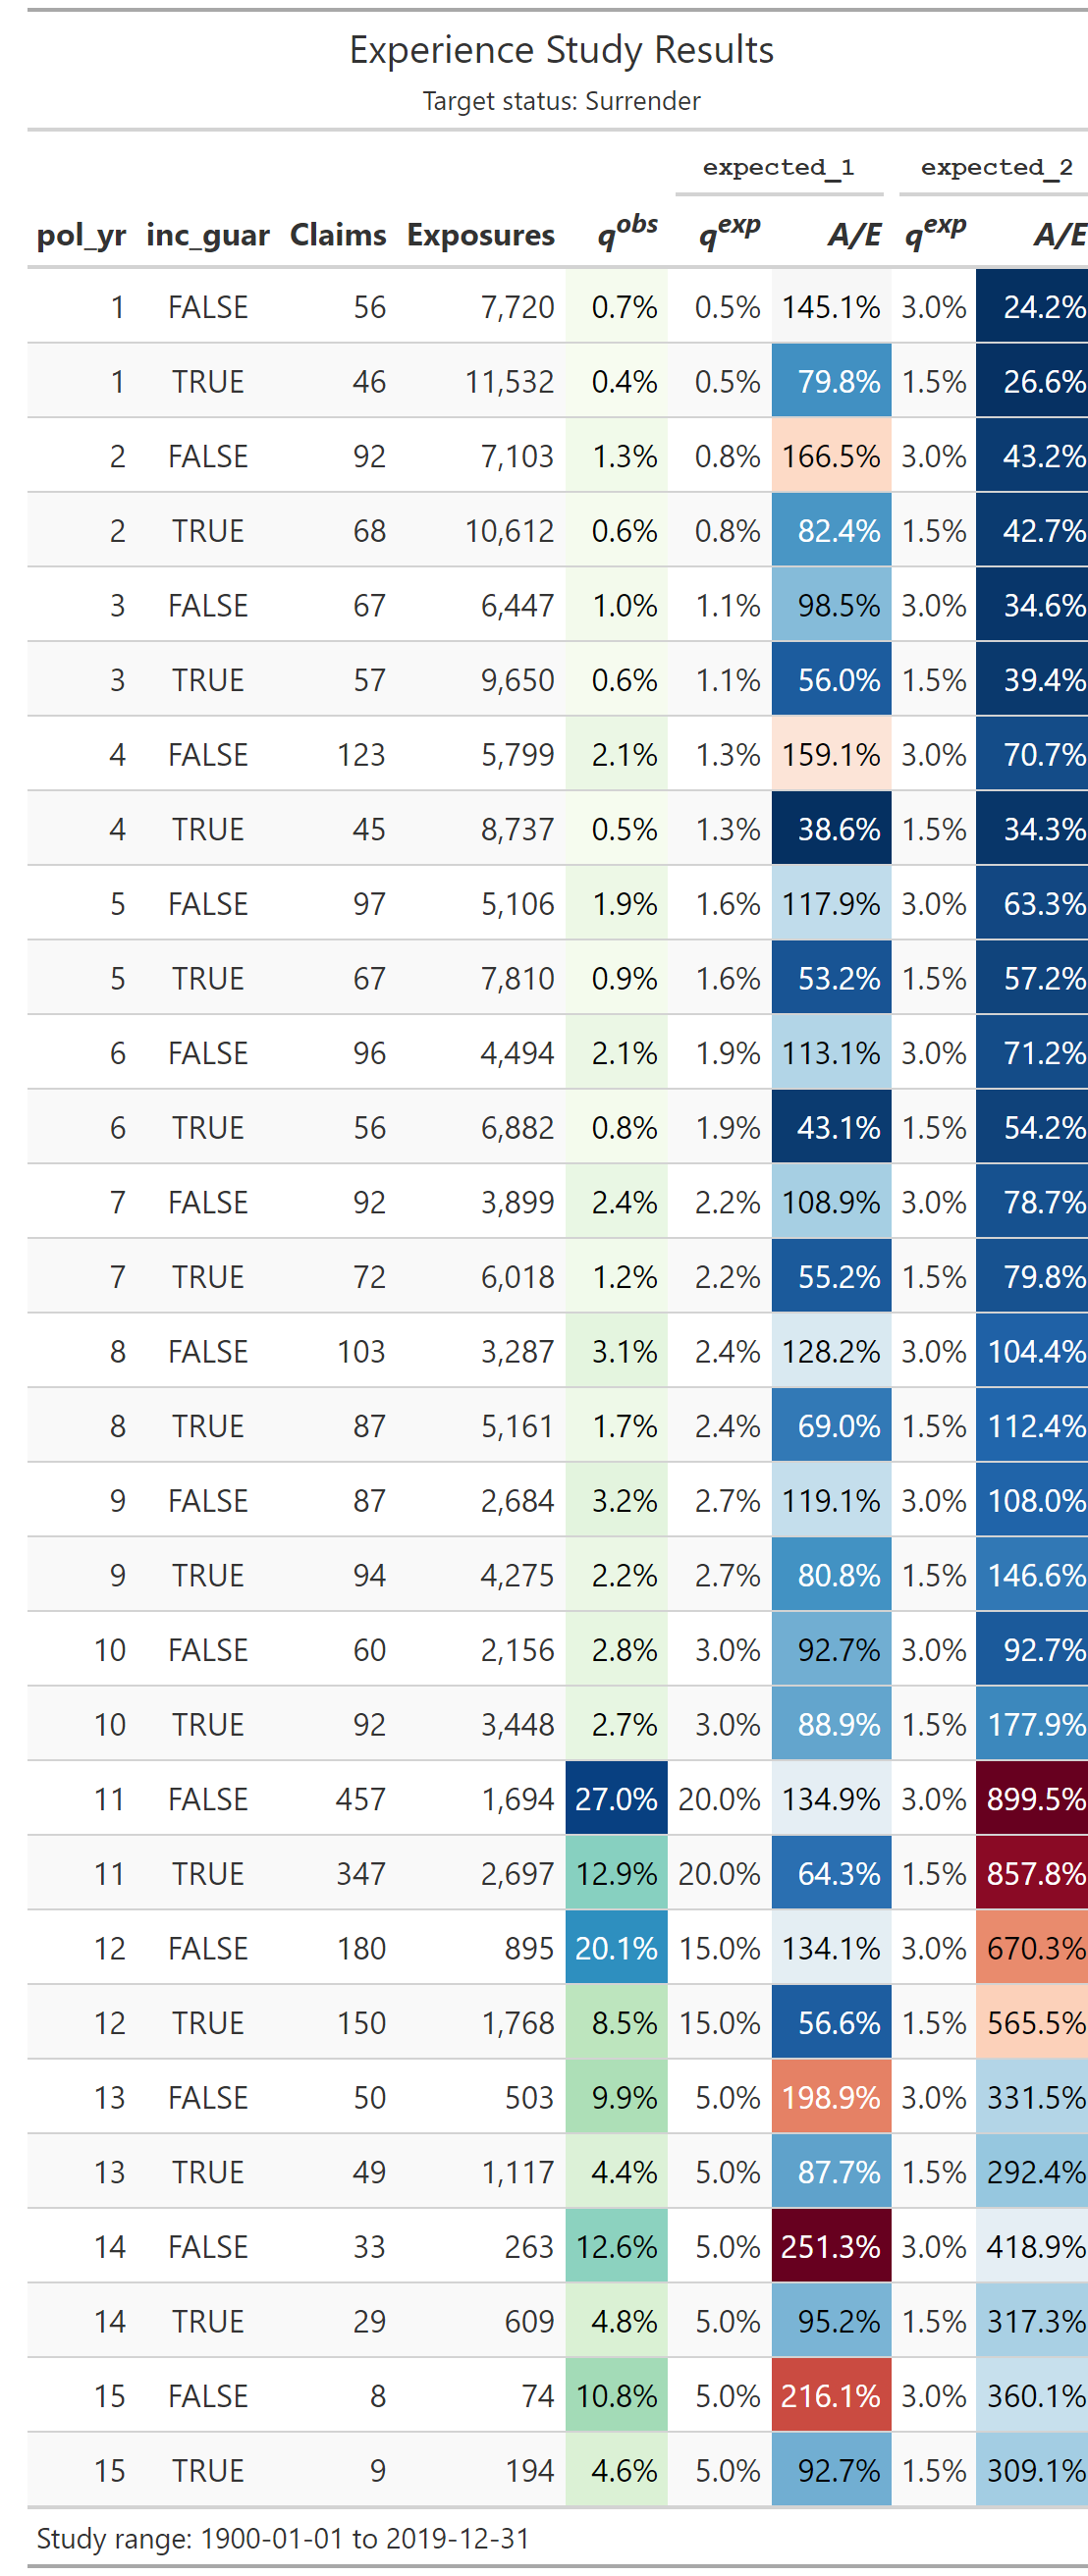 Experience Study Results
Target status: Surrender
expected_1 expected_2
pol_yr inc_guar Claims Exposures q^obs q^exp A/E q^exp A/E
1 FALSE 56 7,720 0.7% 0.5% 145.1% 3.0% 24.2%
1 TRUE 46 11,532 0.4% 0.5% 79.8% 1.5% 26.6%
2 FALSE 92 7,103 1.3% 0.8% 166.5% 3.0% 43.2%
2 TRUE 68 10,612 0.6% 0.8% 82.4% 1.5% 42.7%
3 FALSE 67 6,447 1.0% 1.1% 98.5% 3.0% 34.6%
3 TRUE 57 9,650 0.6% 1.1% 56.0% 1.5% 39.4%
4 FALSE 123 5,799 2.1% 1.3% 159.1% 3.0% 70.7%
4 TRUE 45 8,737 0.5% 1.3% 38.6% 1.5% 34.3%
5 FALSE 97 5,106 1.9% 1.6% 117.9% 3.0% 63.3%
5 TRUE 67 7,810 0.9% 1.6% 53.2% 1.5% 57.2%
6 FALSE 96 4,494 2.1% 1.9% 113.1% 3.0% 71.2%
6 TRUE 56 6,882 0.8% 1.9% 43.1% 1.5% 54.2%
7 FALSE 92 3,899 2.4% 2.2% 108.9% 3.0% 78.7%
7 TRUE 72 6,018 1.2% 2.2% 55.2% 1.5% 79.8%
8 FALSE 103 3,287 3.1% 2.4% 128.2% 3.0% 104.4%
8 TRUE 87 5,161 1.7% 2.4% 69.0% 1.5% 112.4%
9 FALSE 87 2,684 3.2% 2.7% 119.1% 3.0% 108.0%
9 TRUE 94 4,275 2.2% 2.7% 80.8% 1.5% 146.6%
10 FALSE 60 2,156 2.8% 3.0% 92.7% 3.0% 92.7%
10 TRUE 92 3,448 2.7% 3.0% 88.9% 1.5% 177.9%
11 FALSE 457 1,694 27.0% 20.0% 134.9% 3.0% 899.5%
11 TRUE 347 2,697 12.9% 20.0% 64.3% 1.5% 857.8%
12 FALSE 180 895 20.1% 15.0% 134.1% 3.0% 670.3%
12 TRUE 150 1,768 8.5% 15.0% 56.6% 1.5% 565.5%
13 FALSE 50 503 9.9% 5.0% 198.9% 3.0% 331.5%
13 TRUE 49 1,117 4.4% 5.0% 87.7% 1.5% 292.4%
14 FALSE 33 263 12.6% 5.0% 251.3% 3.0% 418.9%
14 TRUE 29 609 4.8% 5.0% 95.2% 1.5% 317.3%
15 FALSE 8 74 10.8% 5.0% 216.1% 3.0% 360.1%
15 TRUE 9 194 4.6% 5.0% 92.7% 1.5% 309.1%
Study range: 1900-01-01 to 2019-12-31